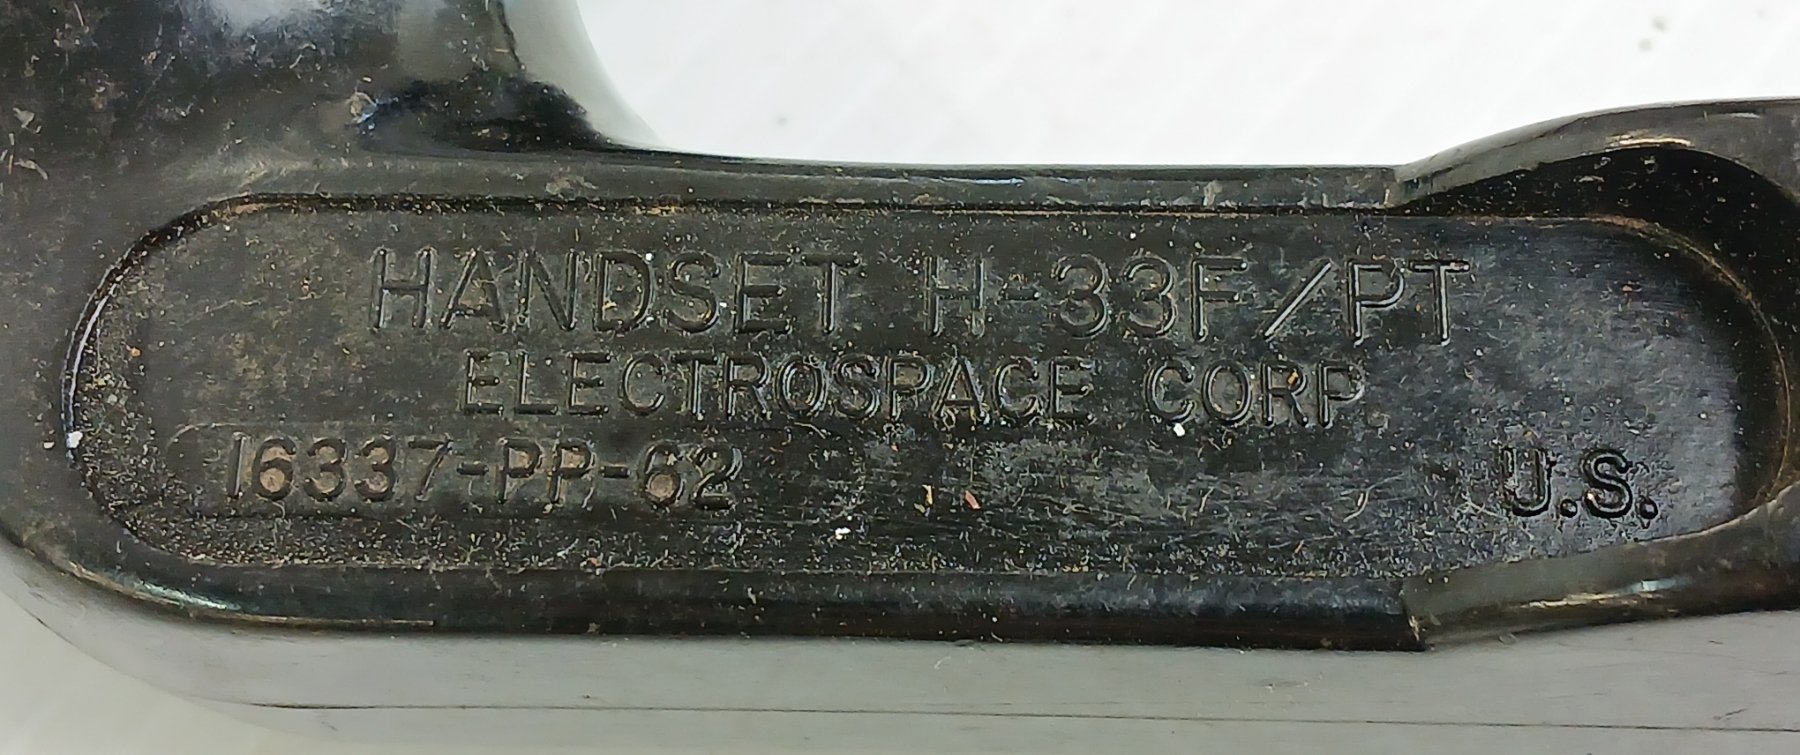 HANDSET H-33F/PT
ELECTROSPACE CORP.
16337-PP-62
U.S.